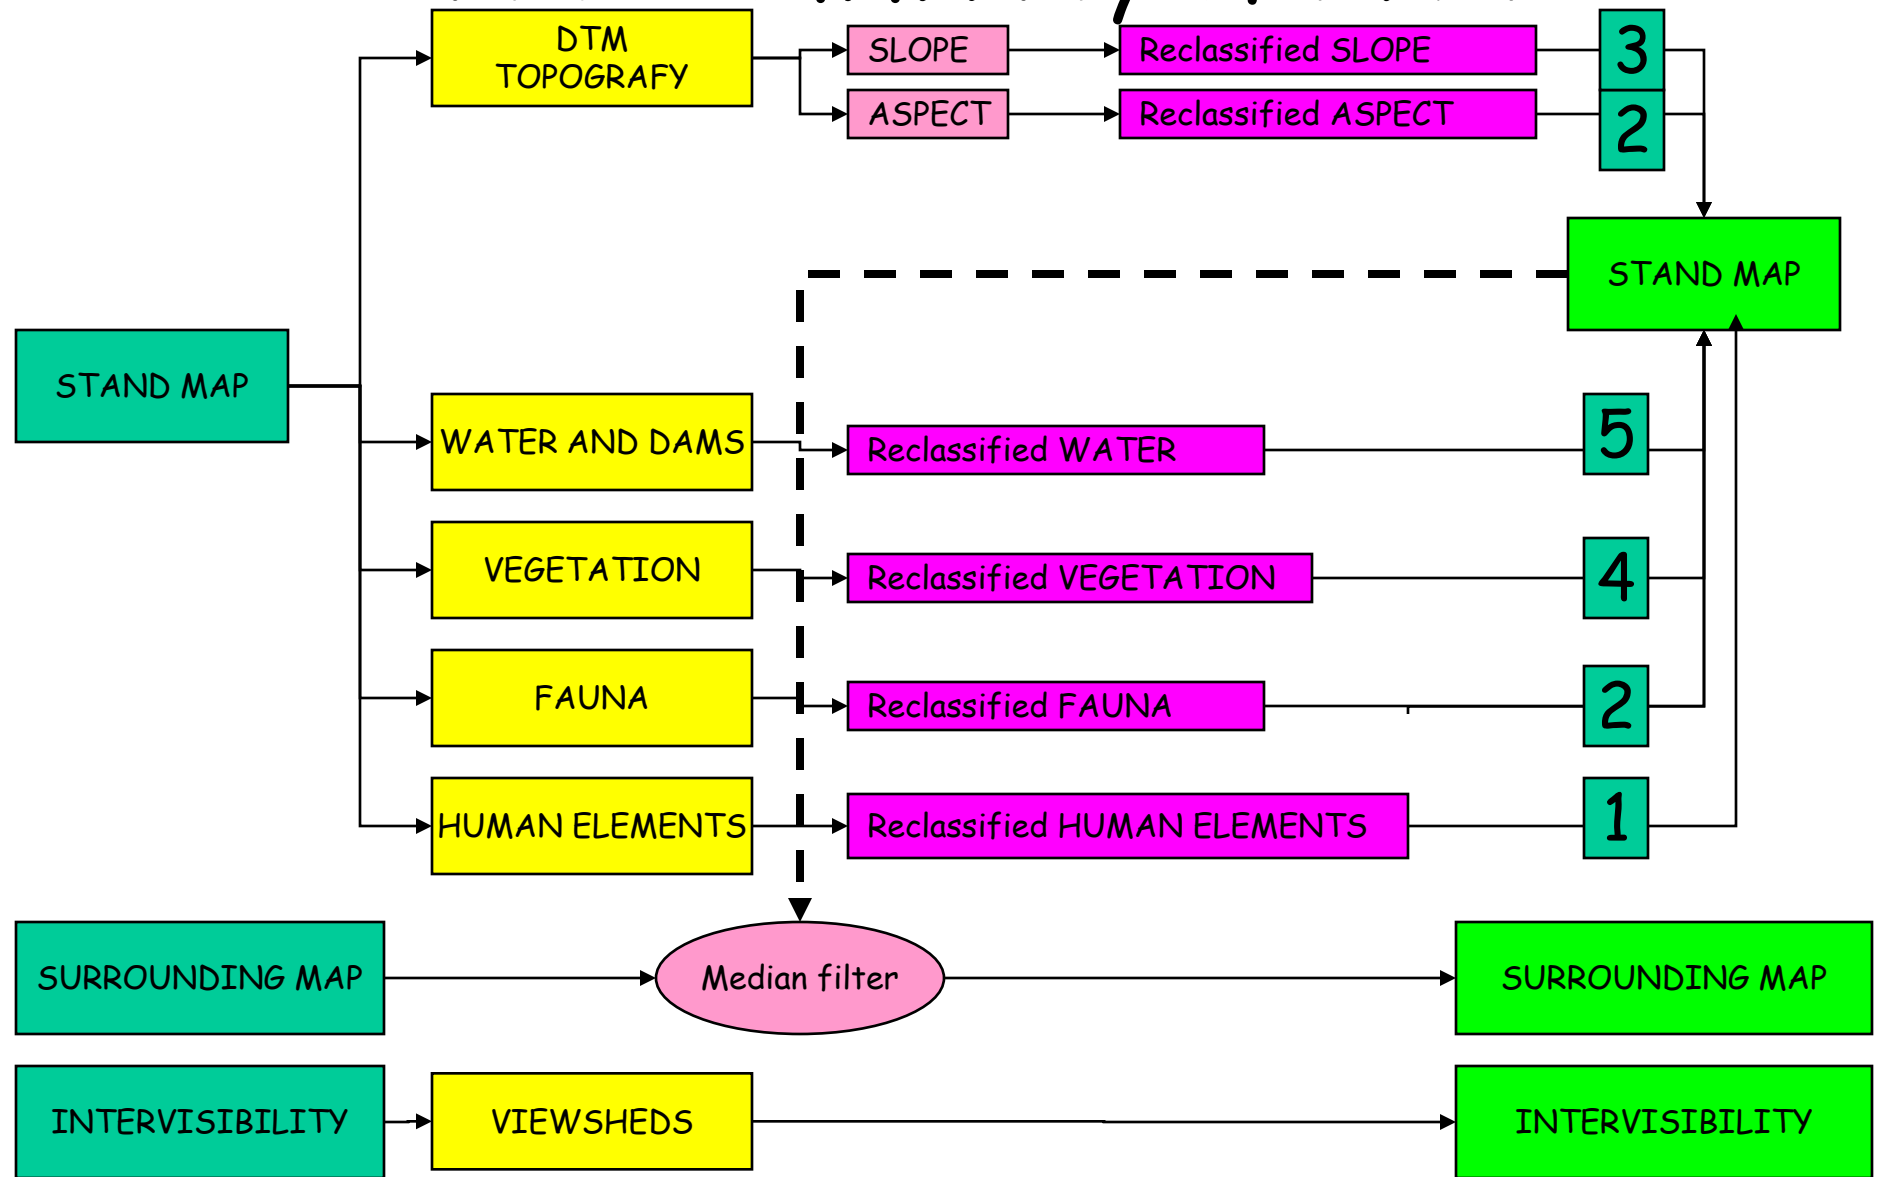 DTM
TOPOGRAFY
SLOPE
Reclassified SLOPE
3
ASPECT
Reclassified ASPECT
2
STAND MAP
STAND MAP
WATER AND DAMS
Reclassified WATER
5
VEGETATION
Reclassified VEGETATION
4
FAUNA
Reclassified FAUNA
2
HUMAN ELEMENTS
Reclassified HUMAN ELEMENTS
1
SURROUNDING MAP
Median filter
SURROUNDING MAP
INTERVISIBILITY
VIEWSHEDS
INTERVISIBILITY